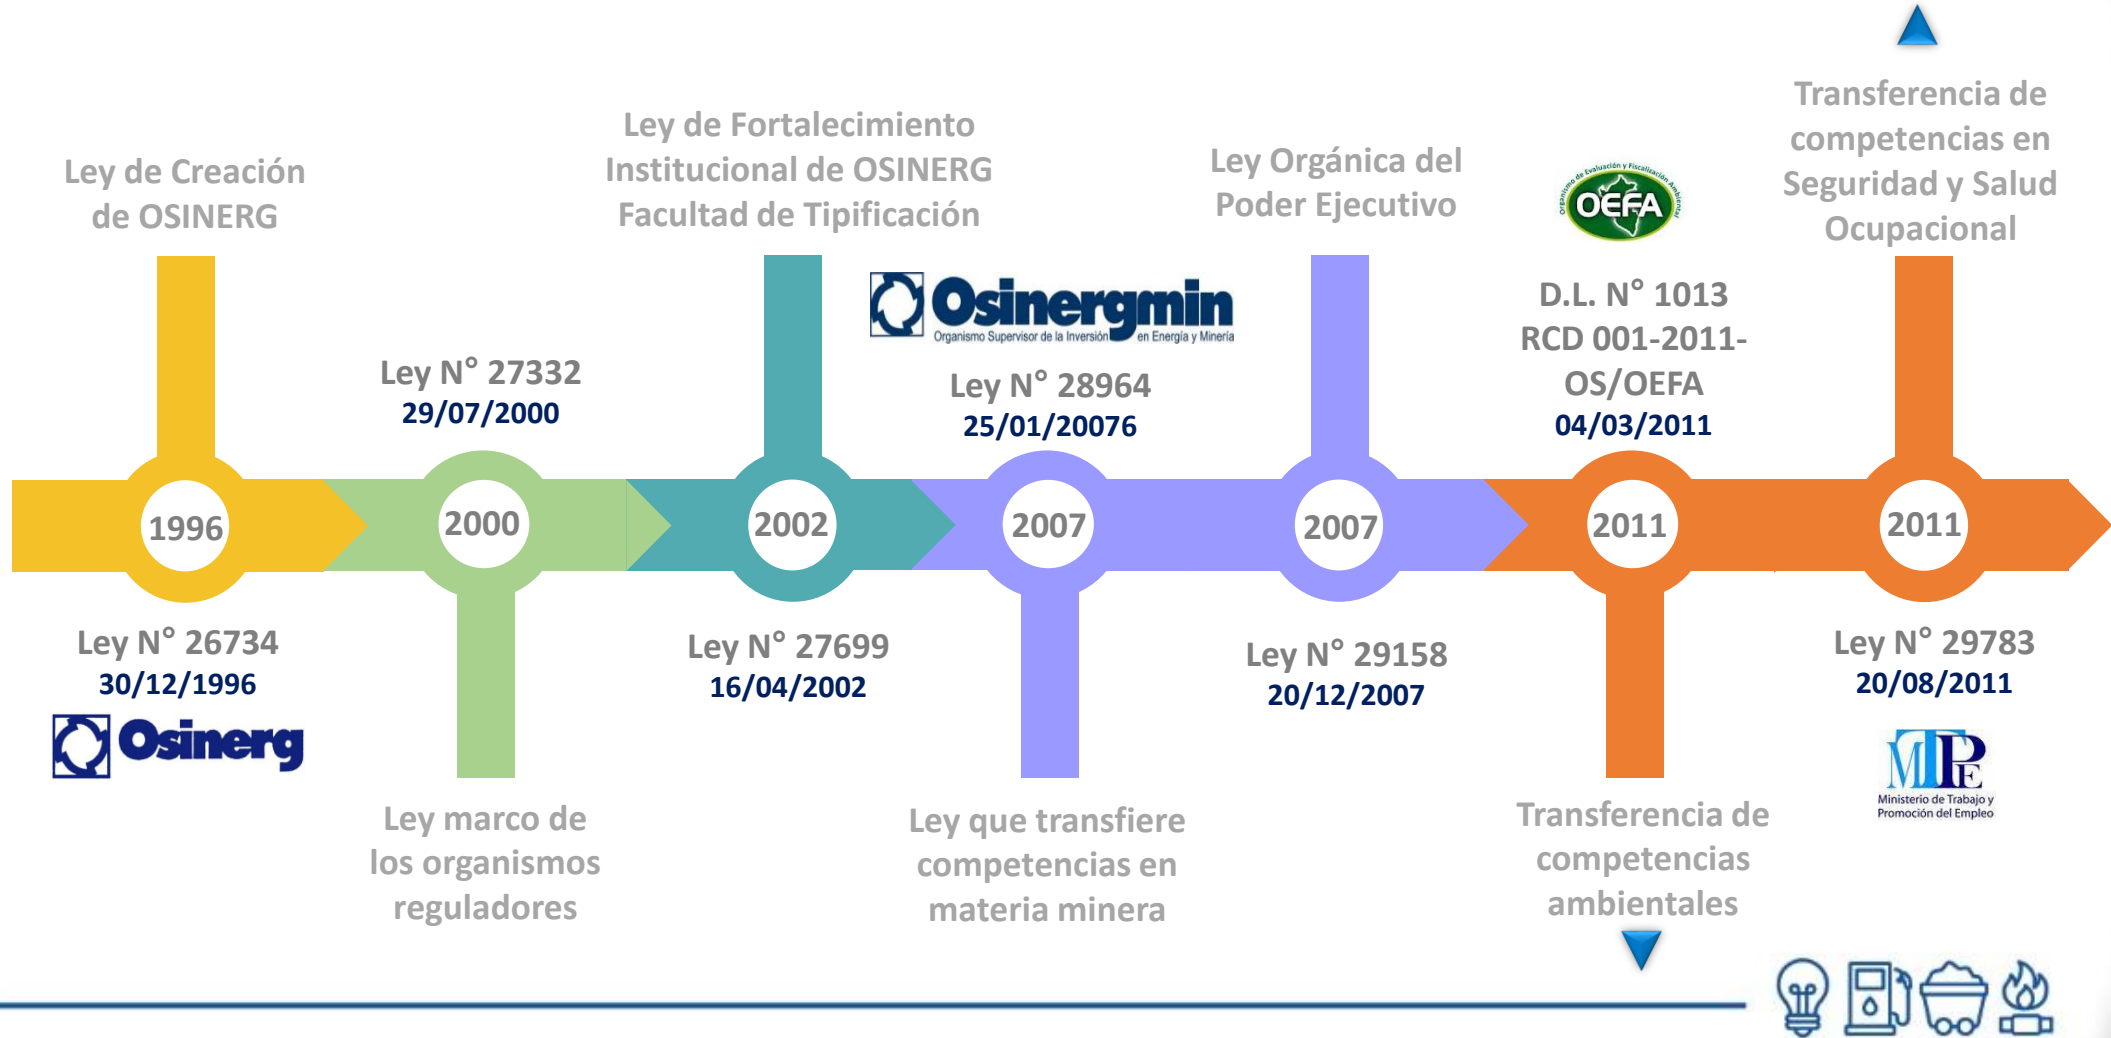 Ley de Creación
de OSINERG
1996
Ley N° 26734
30/12/1996
Osinerg
Ley N° 27332
29/07/2000
2000
Ley marco de
los organismos
reguladores
Ley de Fortalecimiento
Institucional de OSINERG
Facultad de Tipificación
2002
Ley N° 27699
16/04/2002
Osinergmin
Organismo Supervisor de la Inversión en Energía y Minería
Ley N° 28964
25/01/20076
2007
Ley que transfiere
competencias en
materia minera
Ley Orgánica del
Poder Ejecutivo
2007
Ley N° 29158
20/12/2007
Organismo de Evaluación y Fiscalización Ambiental
OEFA
D.L. N° 1013
RCD 001-2011-
OS/OEFA
04/03/2011
2011
Transferencia de
competencias
ambientales
Transferencia de
competencias en
Seguridad y Salud
Ocupacional
2011
Ley N° 29783
20/08/2011
MTPE
Ministerio de Trabajo y
Promoción del Empleo